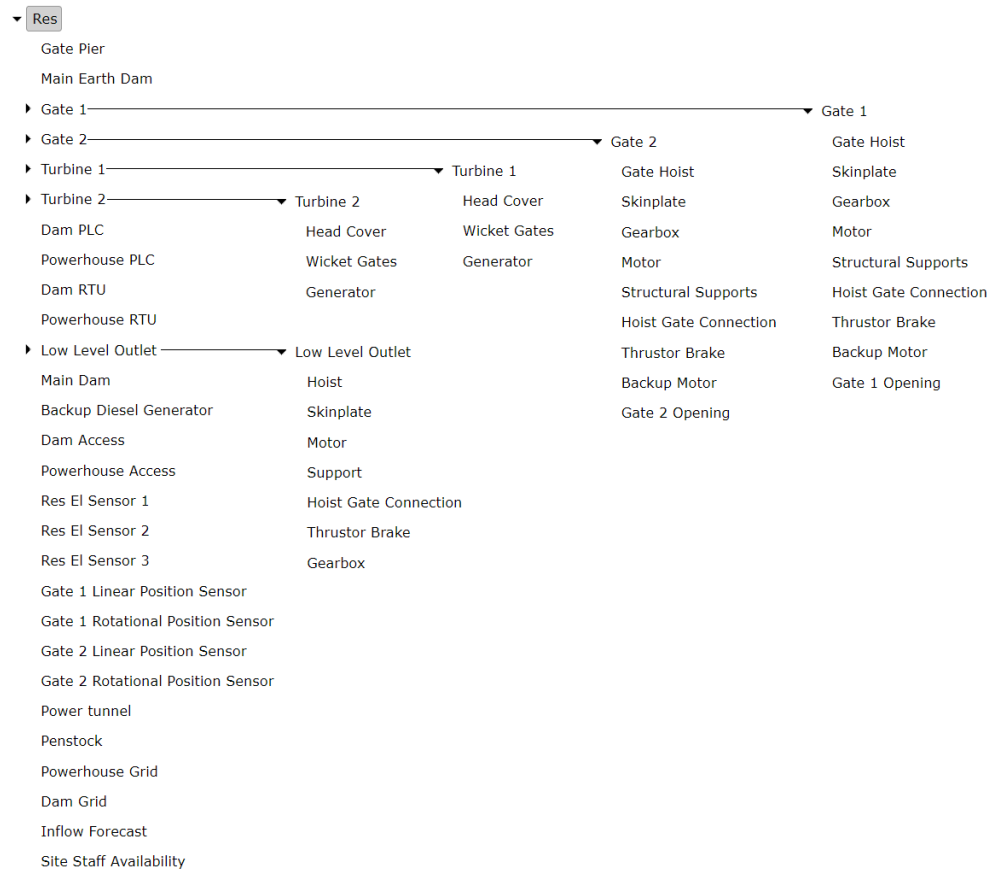 Res
Gate Pier
Main Earth Dam
Gate 1
Gate 2
Turbine 1
Turbine 2
Dam PLC
Powerhouse PLC
Dam RTU
Powerhouse RTU
Low Level Outlet
Main Dam
Backup Diesel Generator
Dam Access
Powerhouse Access
Res El Sensor 1
Res El Sensor 2
Res El Sensor 3
Gate 1 Linear Position Sensor
Gate 1 Rotational Position Sensor
Gate 2 Linear Position Sensor
Gate 2 Rotational Position Sensor
Power tunnel
Penstock
Powerhouse Grid
Dam Grid
Inflow Forecast
Site Staff Availability
Turbine 2
Head Cover
Wicket Gates
Generator
Low Level Outlet
Hoist
Skinplate
Motor
Support
Hoist Gate Connection
Thrustor Brake
Gearbox
Turbine 1
Head Cover
Wicket Gates
Generator
Gate 2
Gate Hoist
Skinplate
Gearbox
Motor
Structural Supports
Hoist Gate Connection
Thrustor Brake
Backup Motor
Gate 2 Opening
Gate 1
Gate Hoist
Skinplate
Gearbox
Motor
Structural Supports
Hoist Gate Connection
Thrustor Brake
Backup Motor
Gate 1 Opening